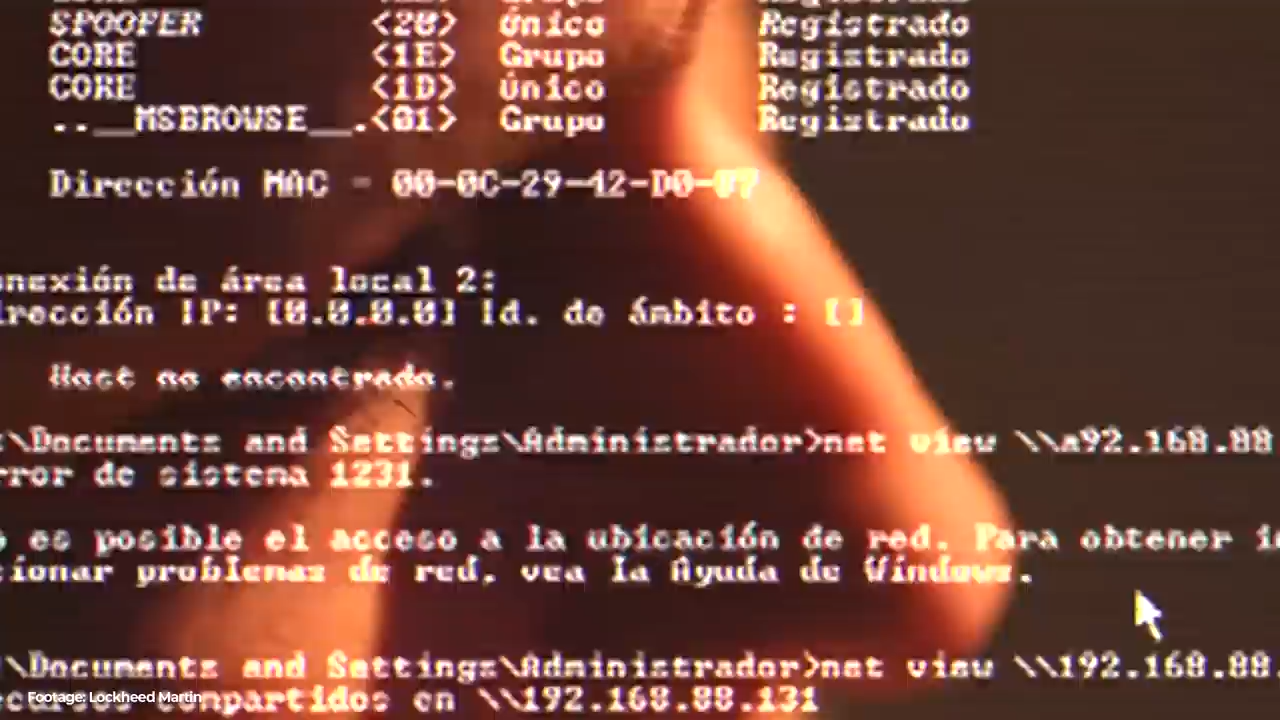 SPOOFER <20> Único Registrado
CORE <1E> Grupo Registrado
CORE <1D> Único Registrado
..__MSBROWSE__.<01> Grupo Registrado
Dirección MAC - 00-0C-29-42-D0-
onexión de área local 2:
irección IP: [0.0.0.0] Id. de ámbito : []
Host no encontrado.
:\Documents and Settings\Administrador>net view \\a92.168.88
rror de sistema 1231.
o es posible el acceso a la ubicación de red. Para obtener in
cionar problemas de red, vea la Ayuda de Windows.
:\Documents and Settings\Administrador>net view \\192.168.88.
ecursos compartidos en \\192.168.88.131
Footage: Lockheed Martin